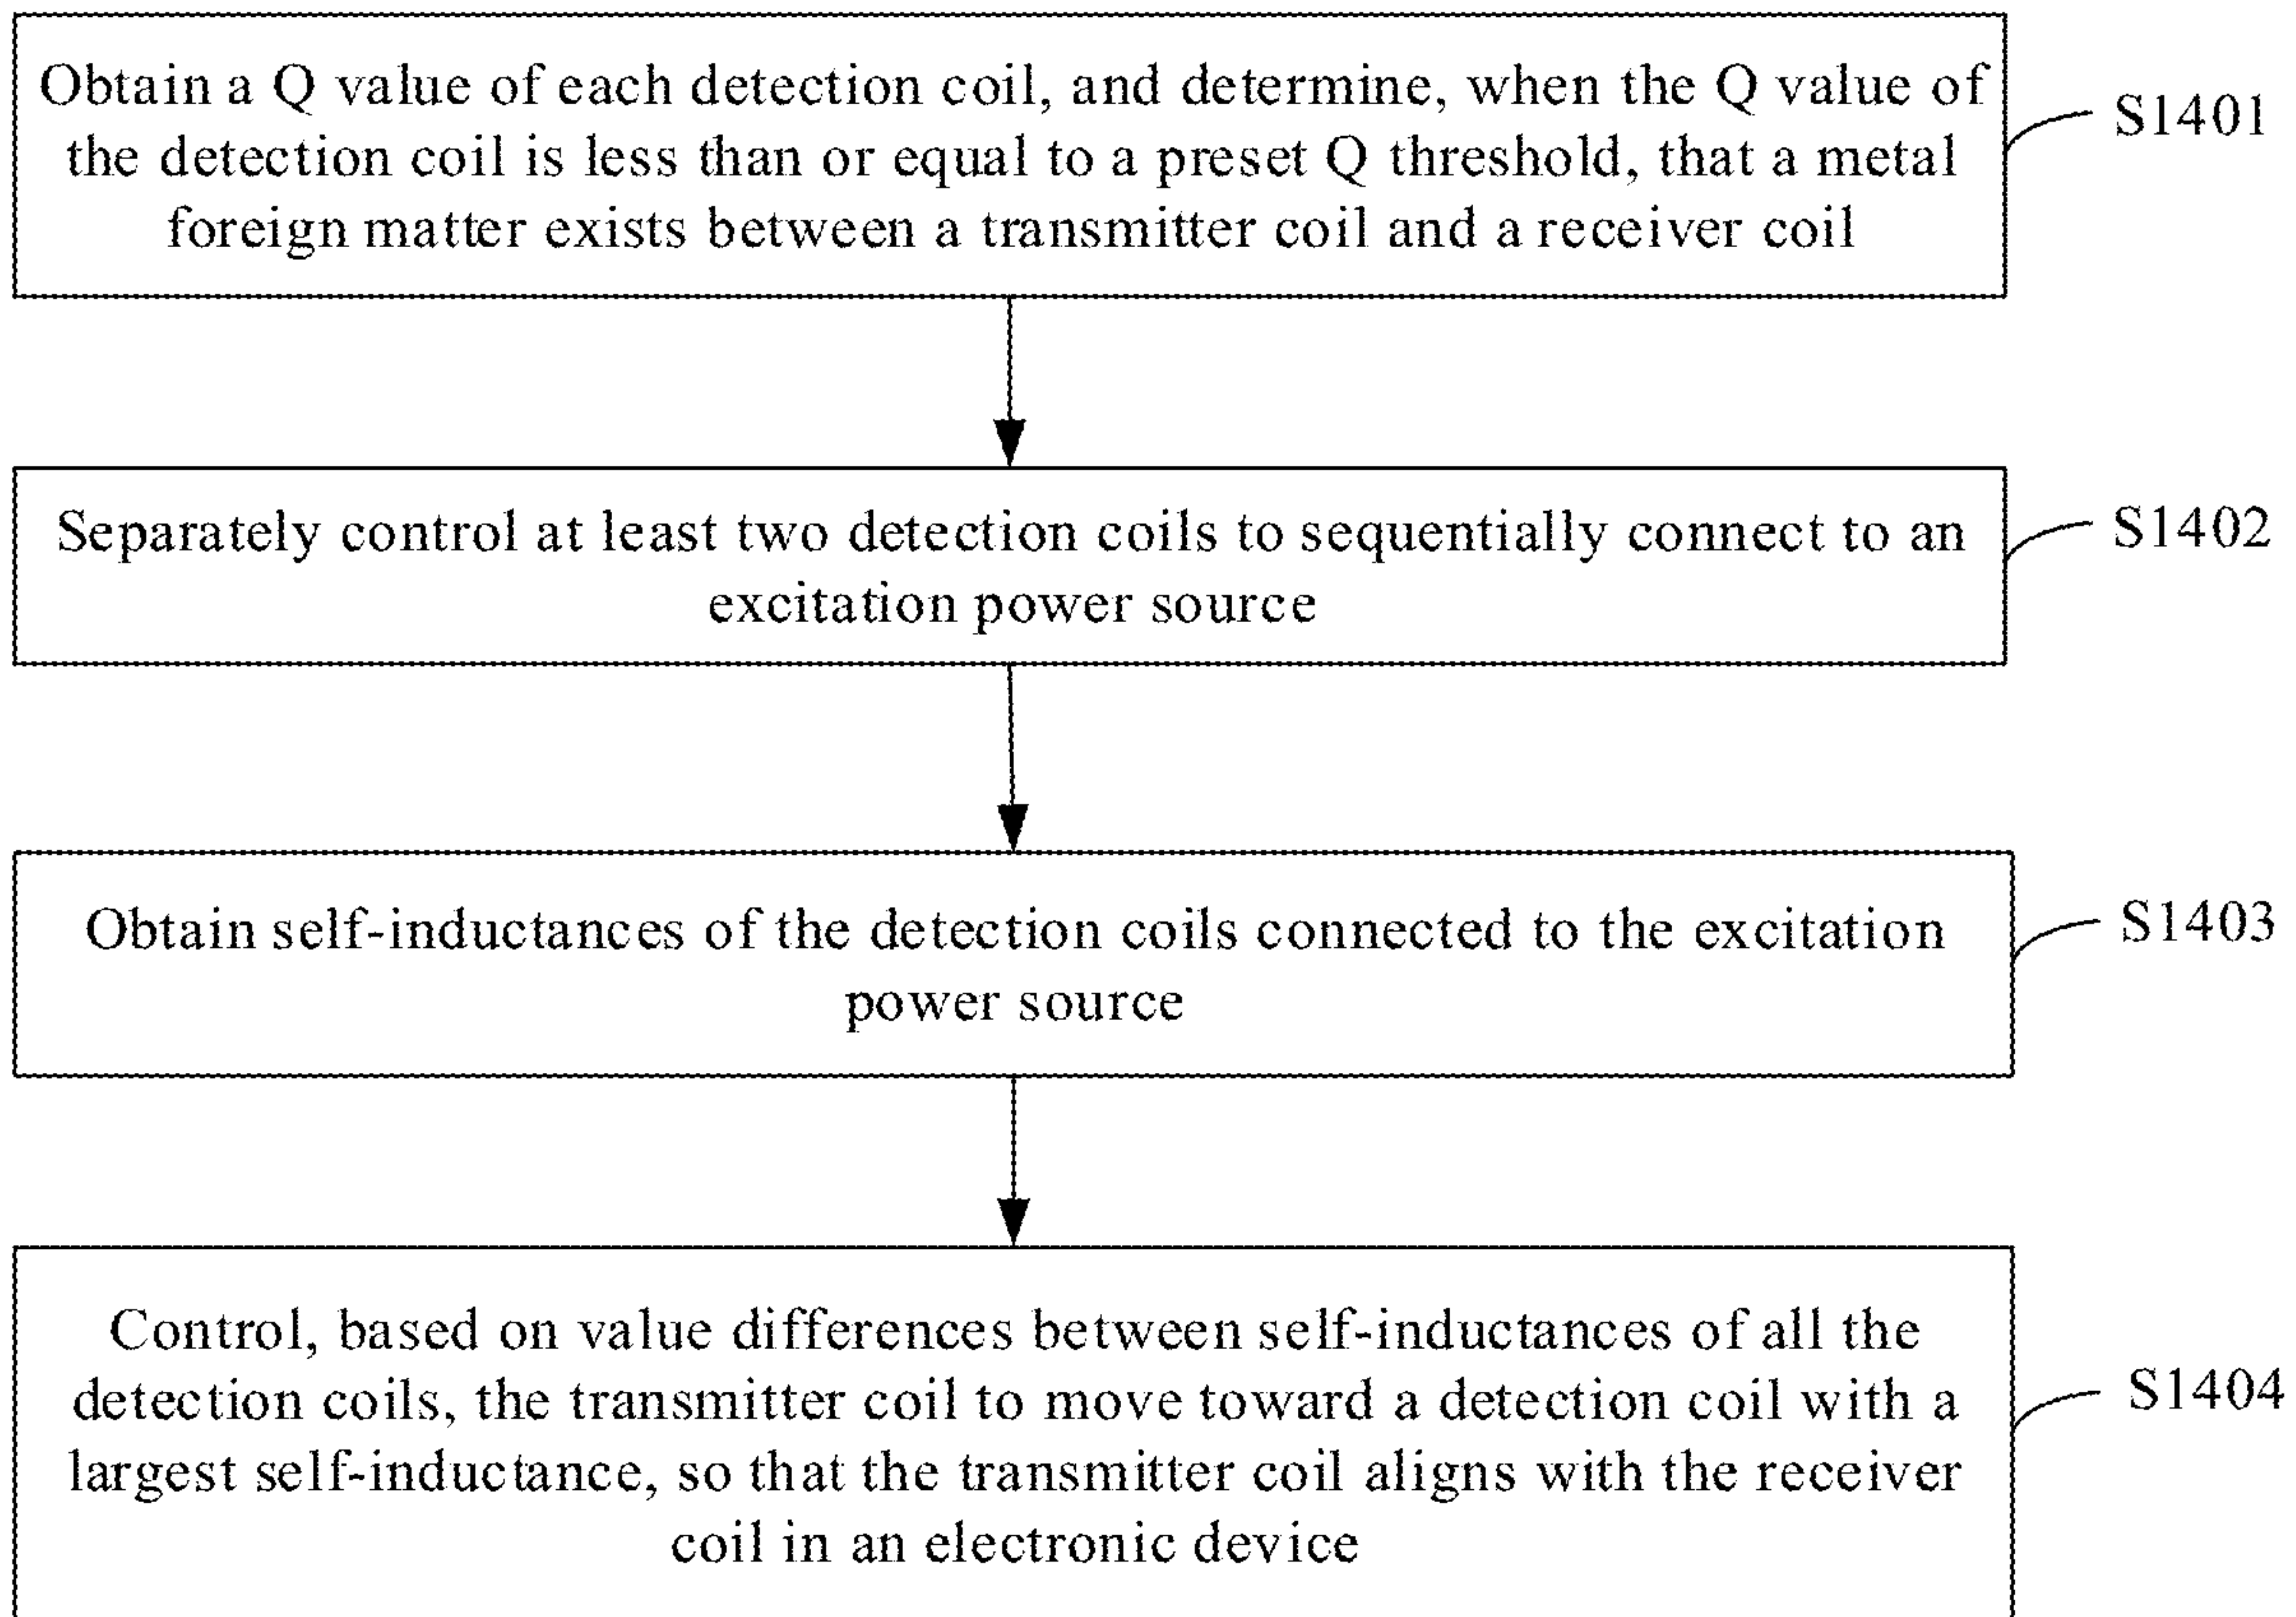 Obtain a Q value of each detection coil, and determine, when the Q value of
the detection coil is less than or equal to a preset Q threshold, that a metal
foreign matter exists between a transmitter coil and a receiver coil
S1401
Separately control at least two detection coils to sequentially connect to an
excitation power source
S1402
Obtain self-inductances of the detection coils connected to the excitation
power source
S1403
Control, based on value differences between self-inductances of all the
detection coils, the transmitter coil to move toward a detection coil with a
largest self-inductance, so that the transmitter coil aligns with the receiver
coil in an electronic device
S1404